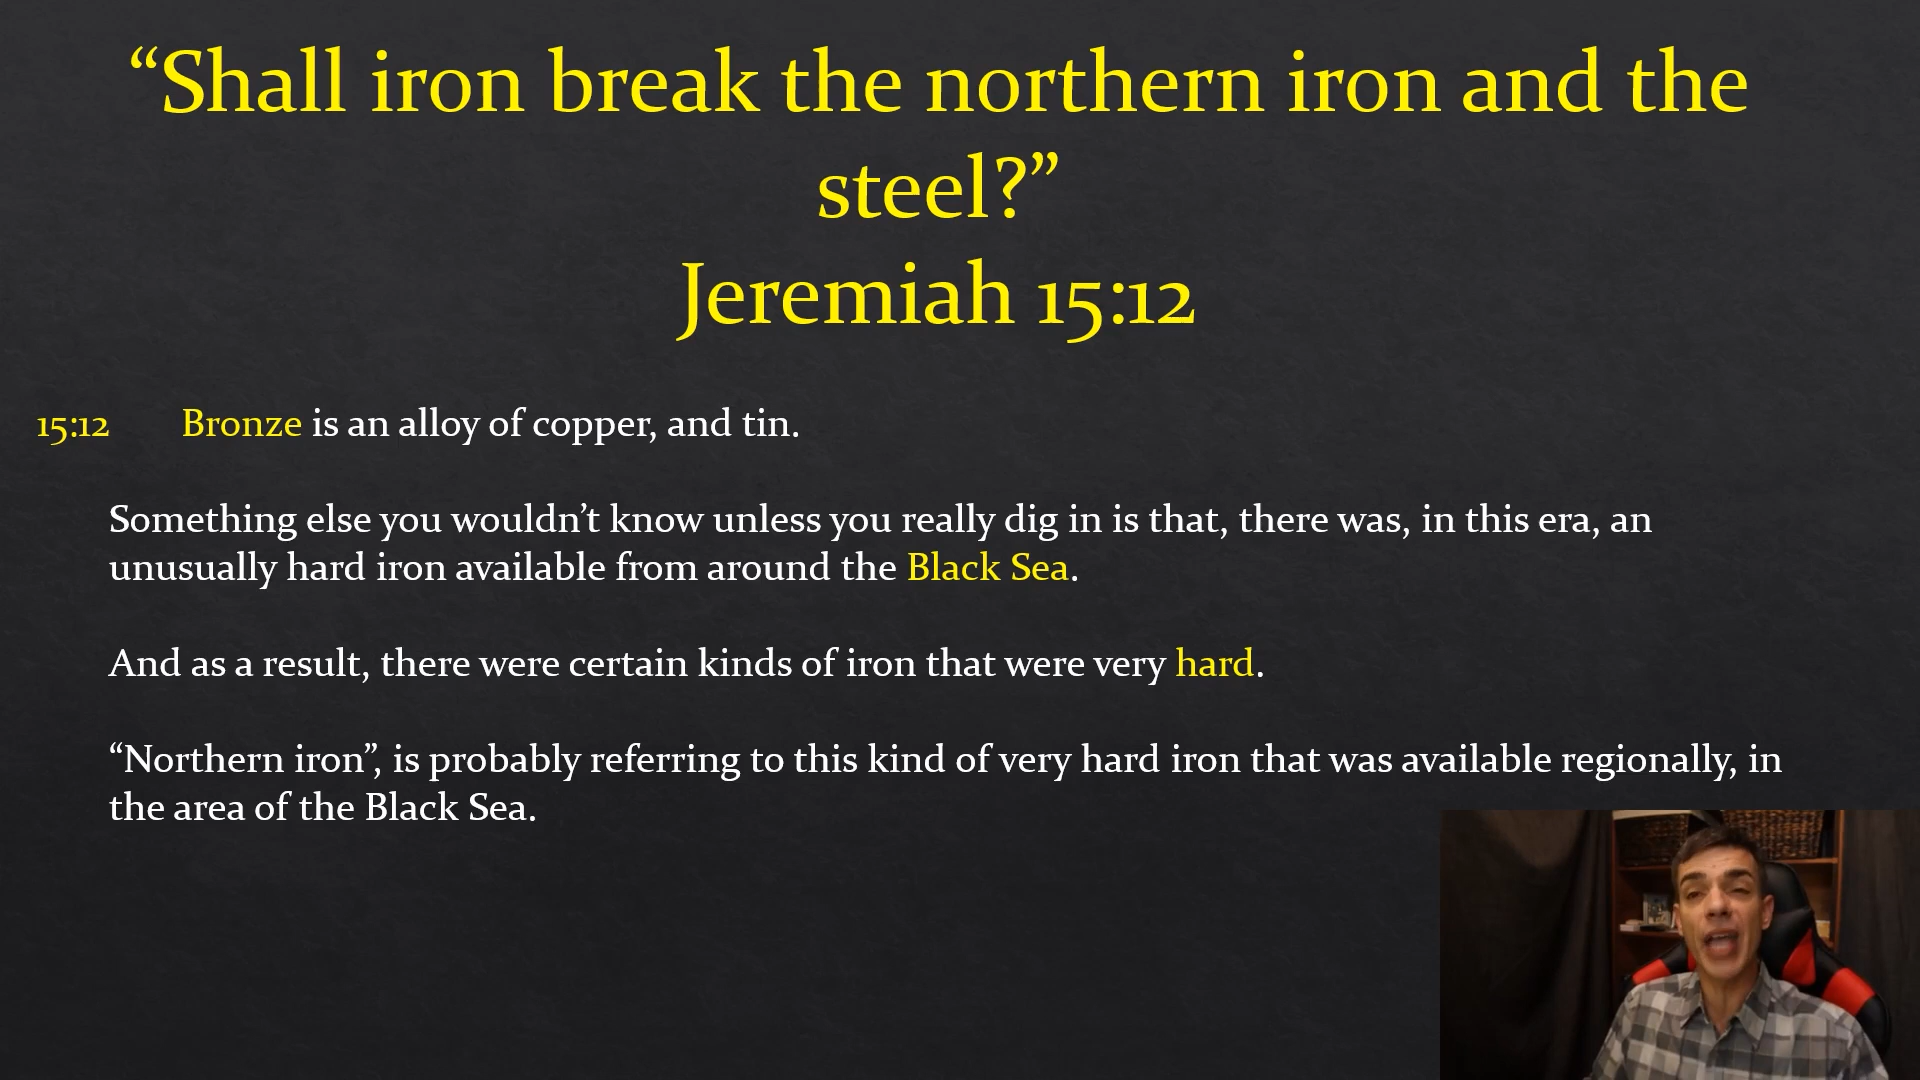 “Shall iron break the northern iron and the
steel?”
Jeremiah 15:12
15:12 Bronze is an alloy of copper, and tin.
Something else you wouldn’t know unless you really dig in is that, there was, in this era, an
unusually hard iron available from around the Black Sea.
And as a result, there were certain kinds of iron that were very hard.
“Northern iron”, is probably referring to this kind of very hard iron that was available regionally, in
the area of the Black Sea.